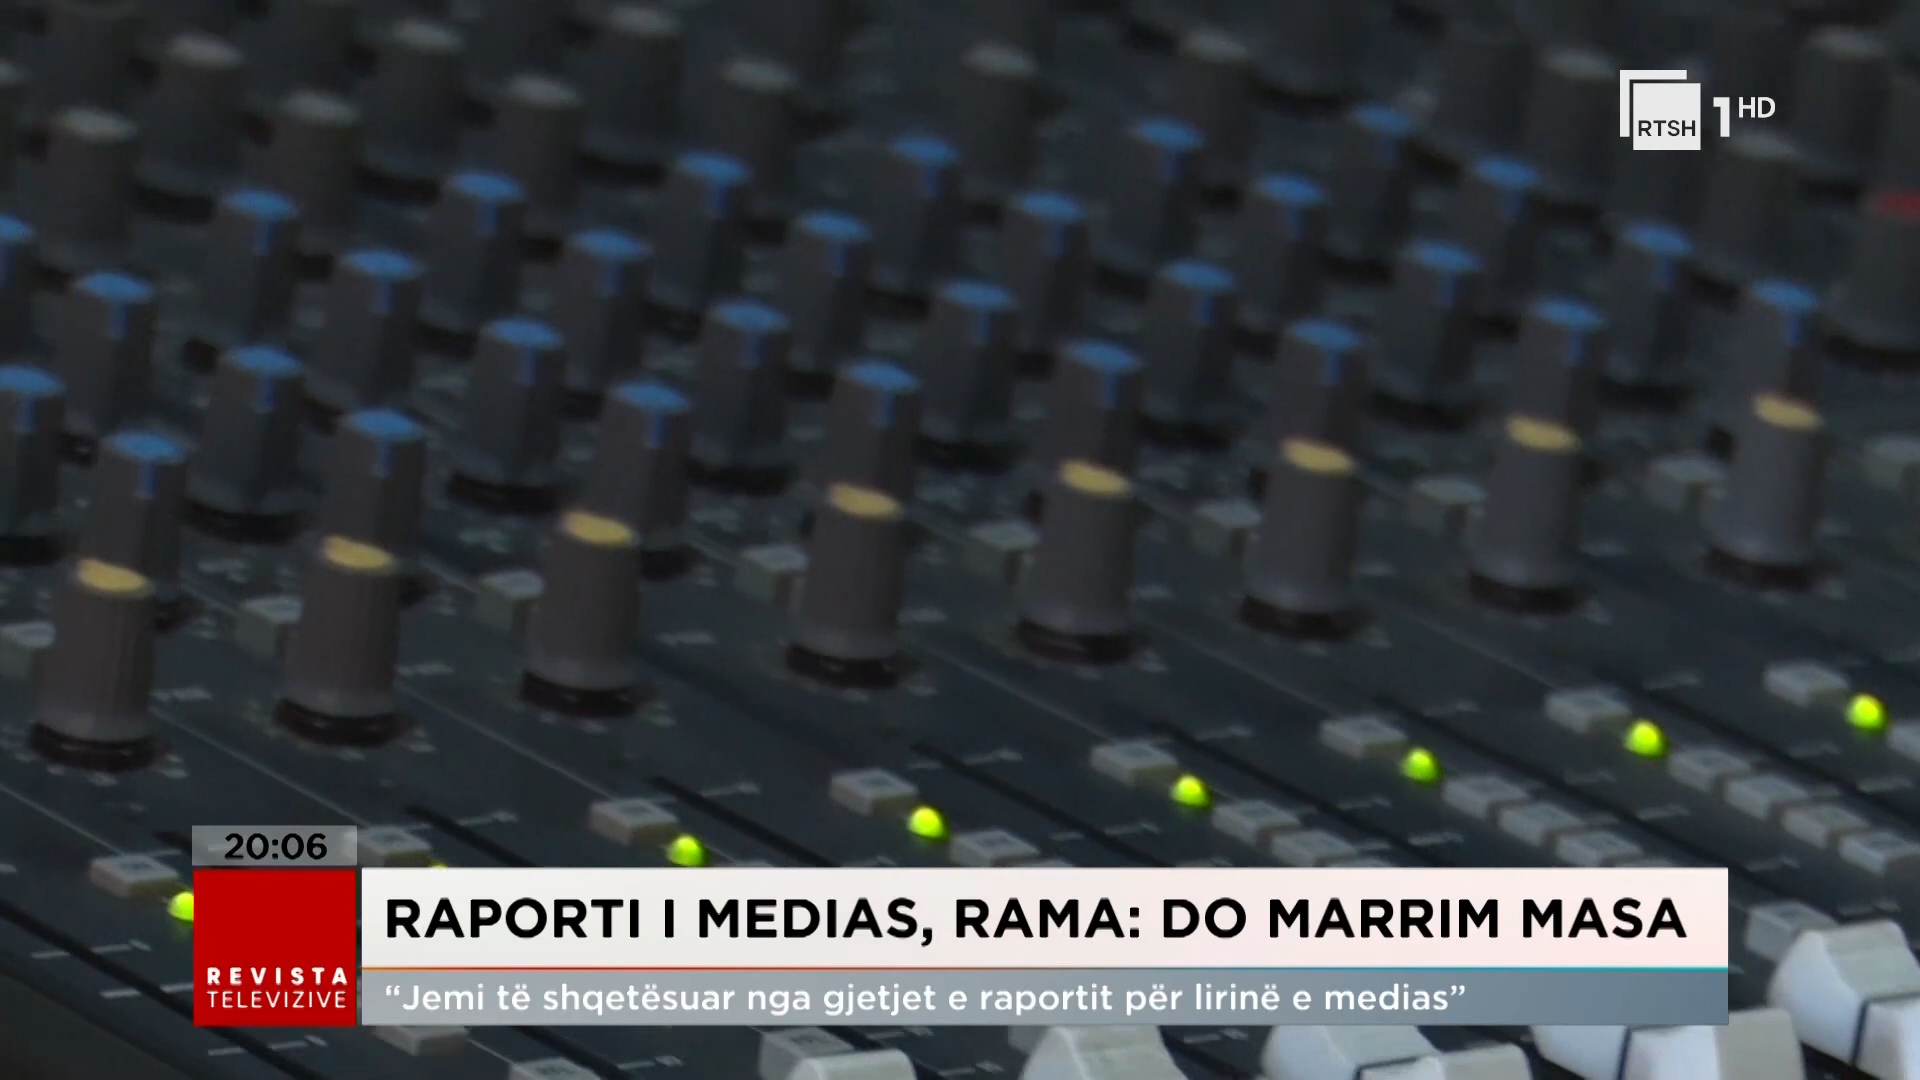 RTSH 1 HD
20:06
RAPORTI I MEDIAS, RAMA: DO MARRIM MASA
REVISTA
TELEVIZIVE
“Jemi të shqetësuar nga gjetjet e raportit për lirinë e medias”